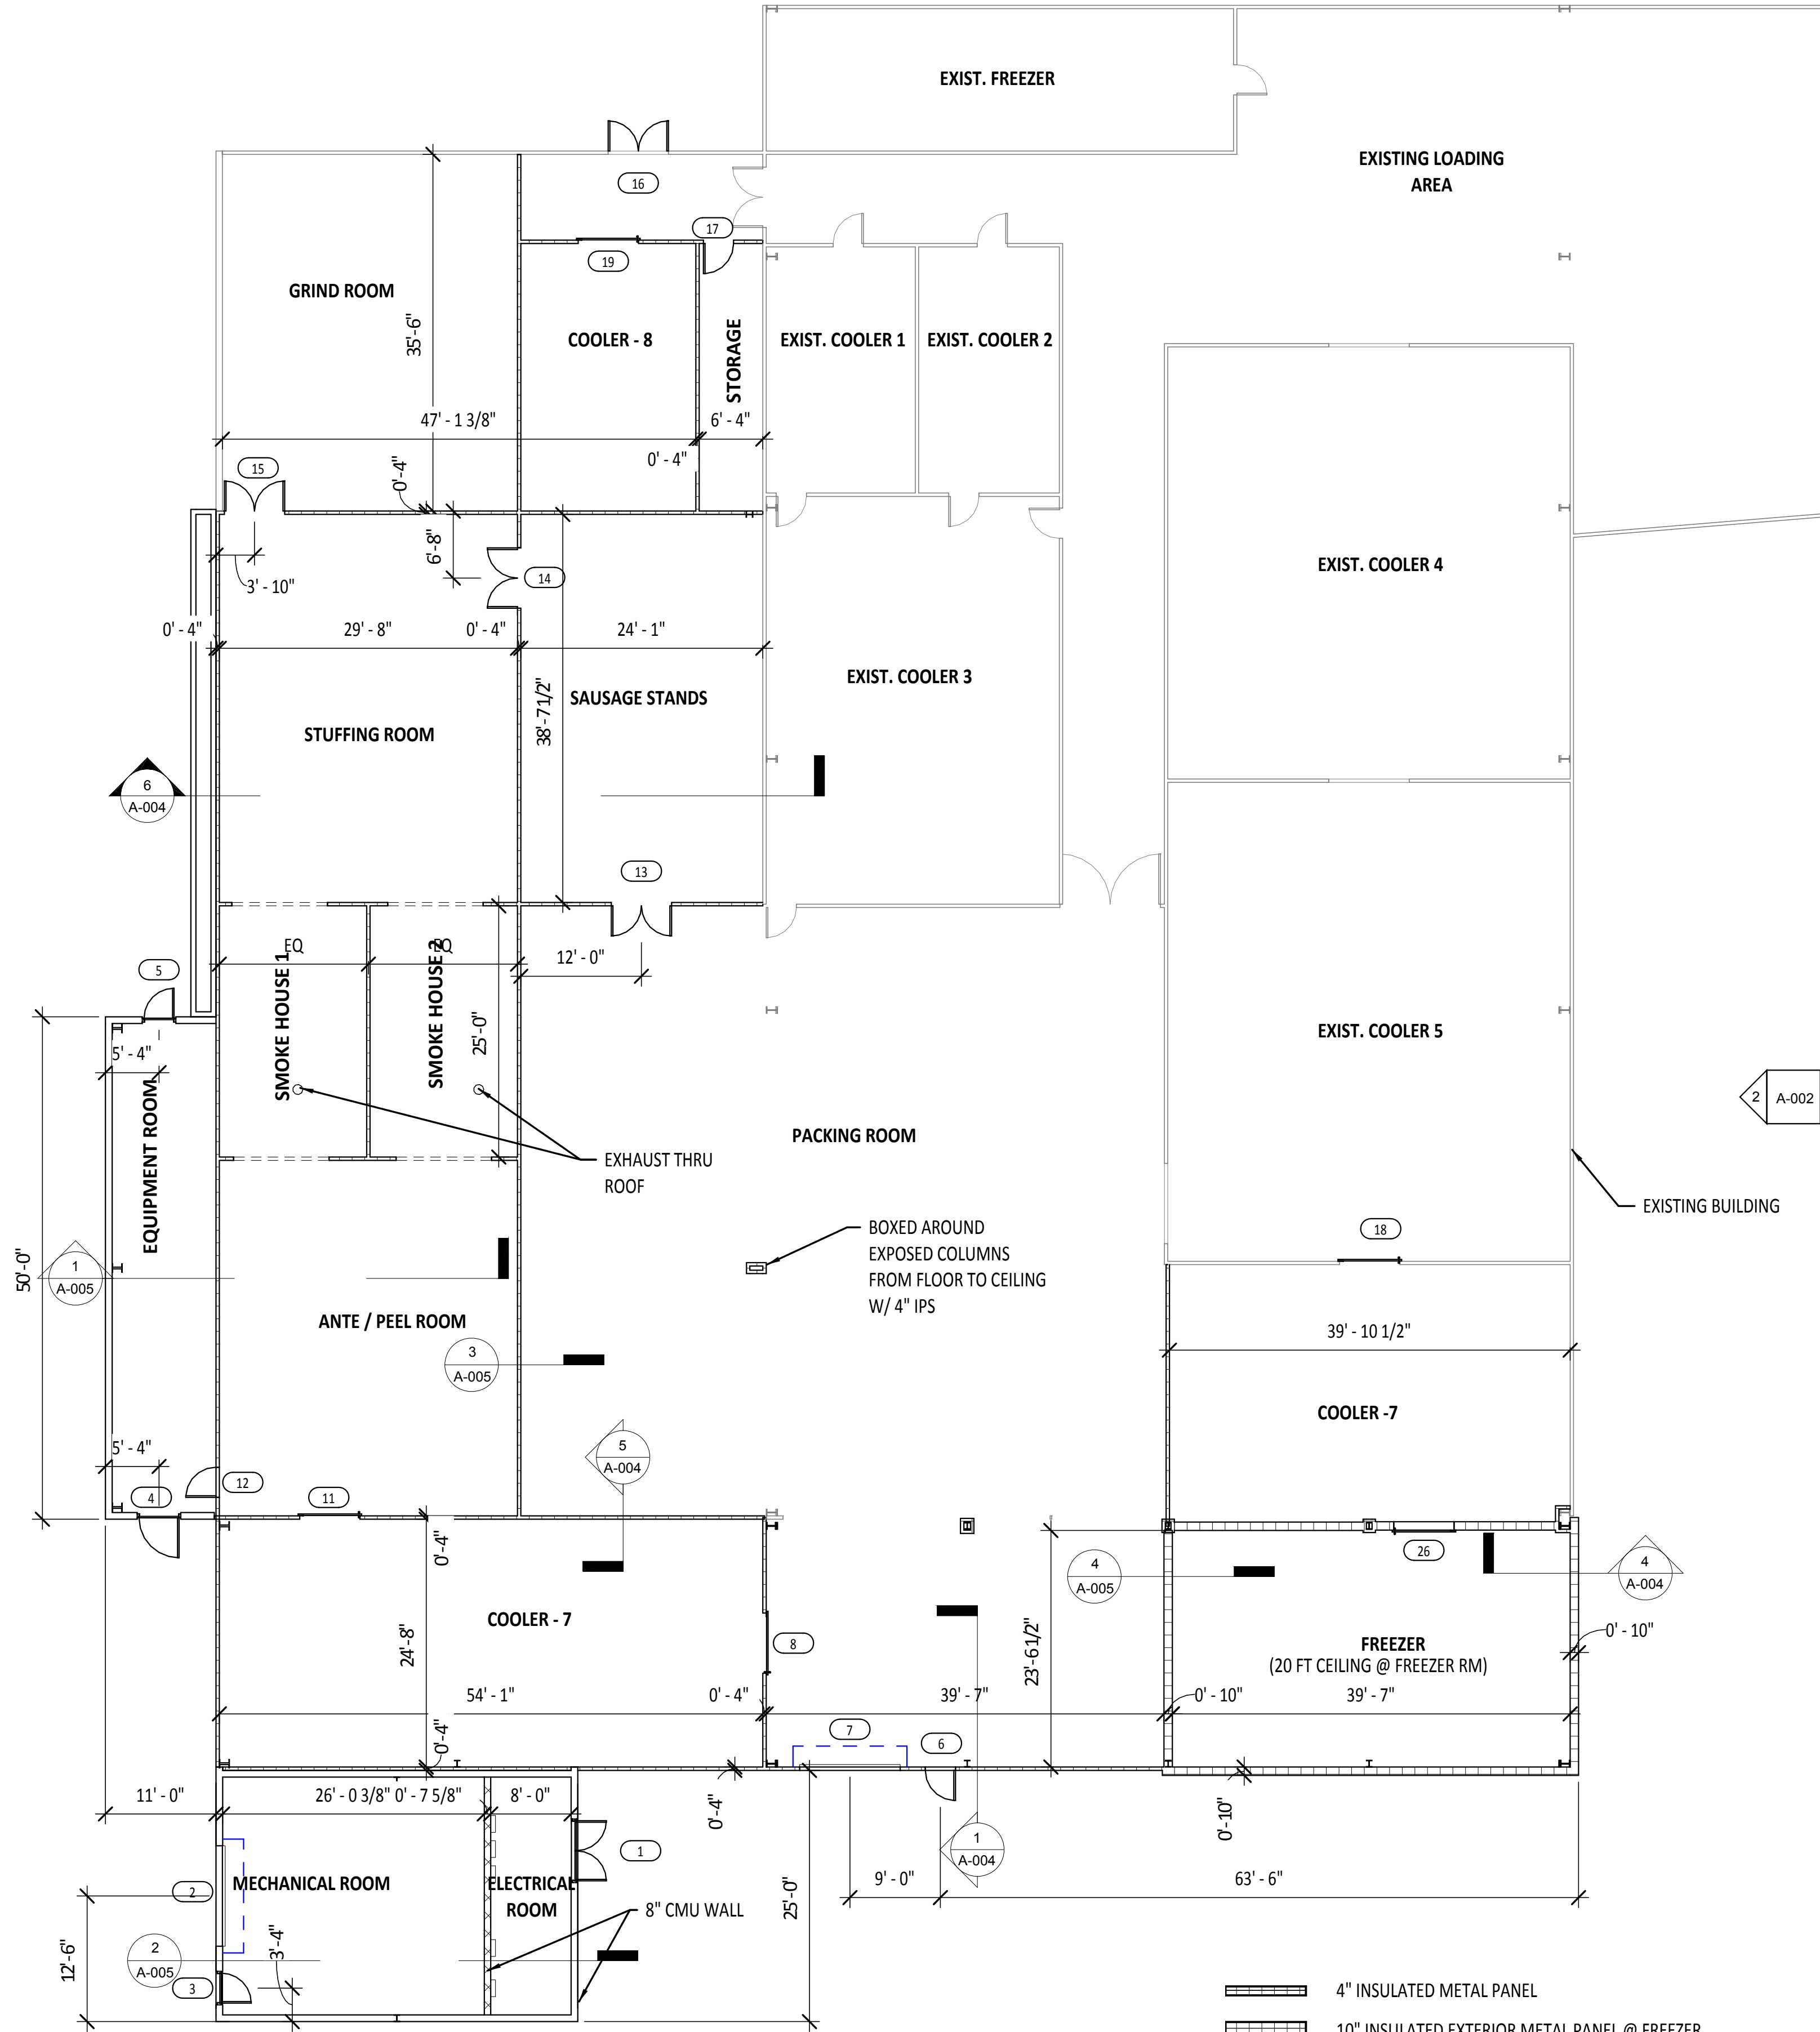 EXIST. FREEZER
EXISTING LOADING
AREA
16
17
19
GRIND ROOM
35'-6"
COOLER - 8
STORAGE
EXIST. COOLER 1
EXIST. COOLER 2
47' - 1 3/8"
6' - 4"
0' - 4"
15
0'-4"
6'-8"
14
3' - 10"
EXIST. COOLER 4
0' - 4"
29' - 8"
0' - 4"
24' - 1"
38'-7 1/2"
SAUSAGE STANDS
EXIST. COOLER 3
STUFFING ROOM
6
A-004
13
EQ
EQ
12' - 0"
5
SMOKE HOUSE 1
SMOKE HOUSE 2
25'-0"
5' - 4"
EQUIPMENT ROOM
EXIST. COOLER 5
2
A-002
PACKING ROOM
EXHAUST THRU
ROOF
EXISTING BUILDING
BOXED AROUND
EXPOSED COLUMNS
FROM FLOOR TO CEILING
W/ 4" IPS
18
50'-0"
1
A-005
ANTE / PEEL ROOM
39' - 10 1/2"
3
A-005
COOLER -7
5' - 4"
5
A-004
12
4
11
0'-4"
26
4
A-005
4
A-004
COOLER - 7
24'-8"
8
23'-6 1/2"
FREEZER
(20 FT CEILING @ FREEZER RM)
0' - 10"
54' - 1"
0' - 4"
39' - 7"
0' - 10"
39' - 7"
0'-4"
7
6
11' - 0"
26' - 0 3/8"
0' - 7 5/8"
8' - 0"
0'-4"
0'-10"
1
1
A-004
MECHANICAL ROOM
ELECTRICAL
ROOM
2
9' - 0"
63' - 6"
8" CMU WALL
25'-0"
12'-6"
2
A-005
3'-4"
3
4" INSULATED METAL PANEL
10" INSULATED EXTERIOR METAL PANEL @ FREEZER